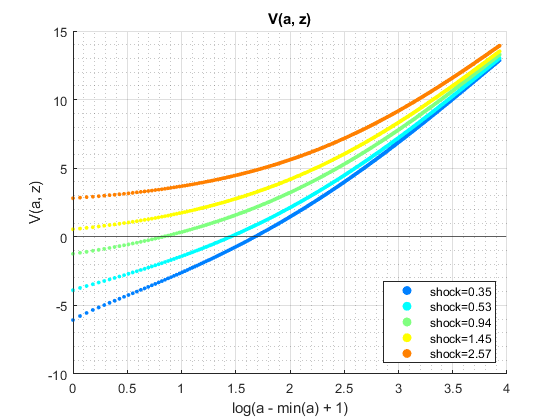 V(a, z)
15
10
5
0
-5
-10
V(a, z)
0 0.5 1 1.5 2 2.5 3 3.5 4
log(a - min(a) + 1)
shock=0.35
shock=0.53
shock=0.94
shock=1.45
shock=2.57